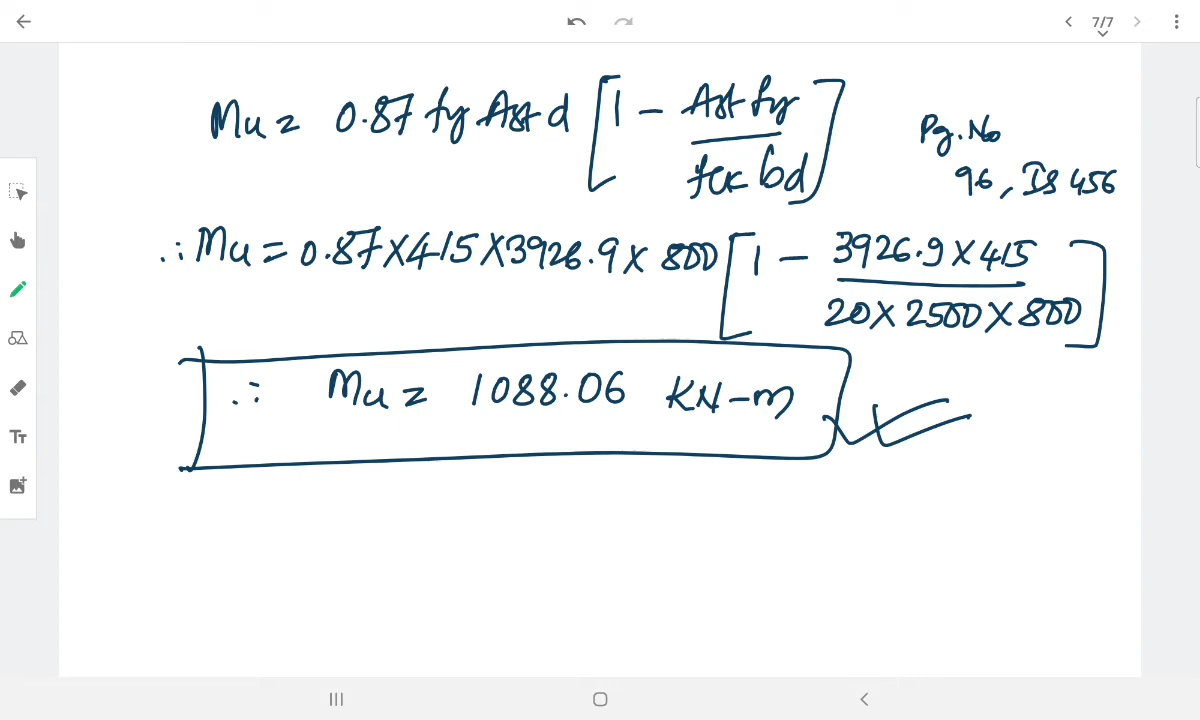 7/7
Mu = 0.87 fy Ast d [1 - Ast fy / fck bd]
Pg. No
96, IS 456
∴ Mu = 0.87 X 415 X 3926.9 X 800 [1 - 3926.9 X 415 / 20 X 2500 X 800]
∴ Mu = 1088.06 KN-m
Tт